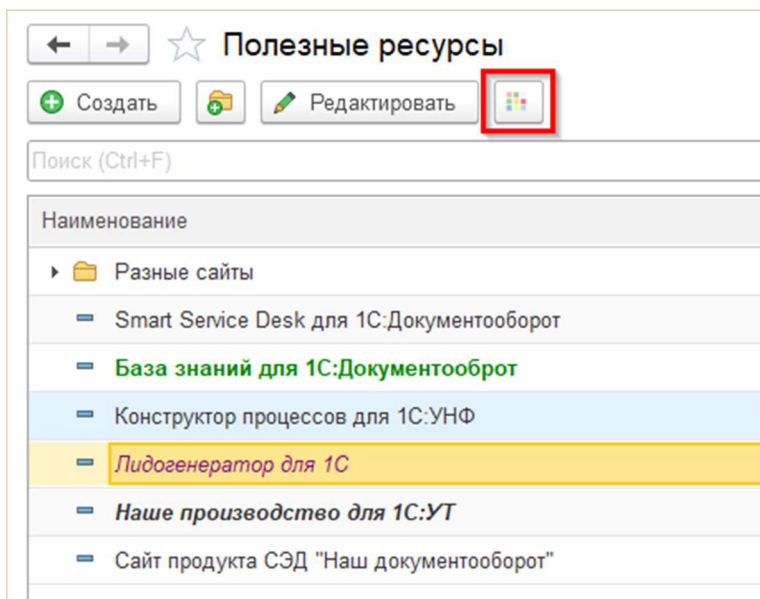 Полезные ресурсы
Создать Редактировать
Поиск (Ctrl+F)
Наименование
Разные сайты
Smart Service Desk для 1С:Документооборот
База знаний для 1С:Документооброт
Конструктор процессов для 1С:УНФ
Лидогенератор для 1С
Наше производство для 1С:УТ
Сайт продукта СЭД "Наш документооборот"